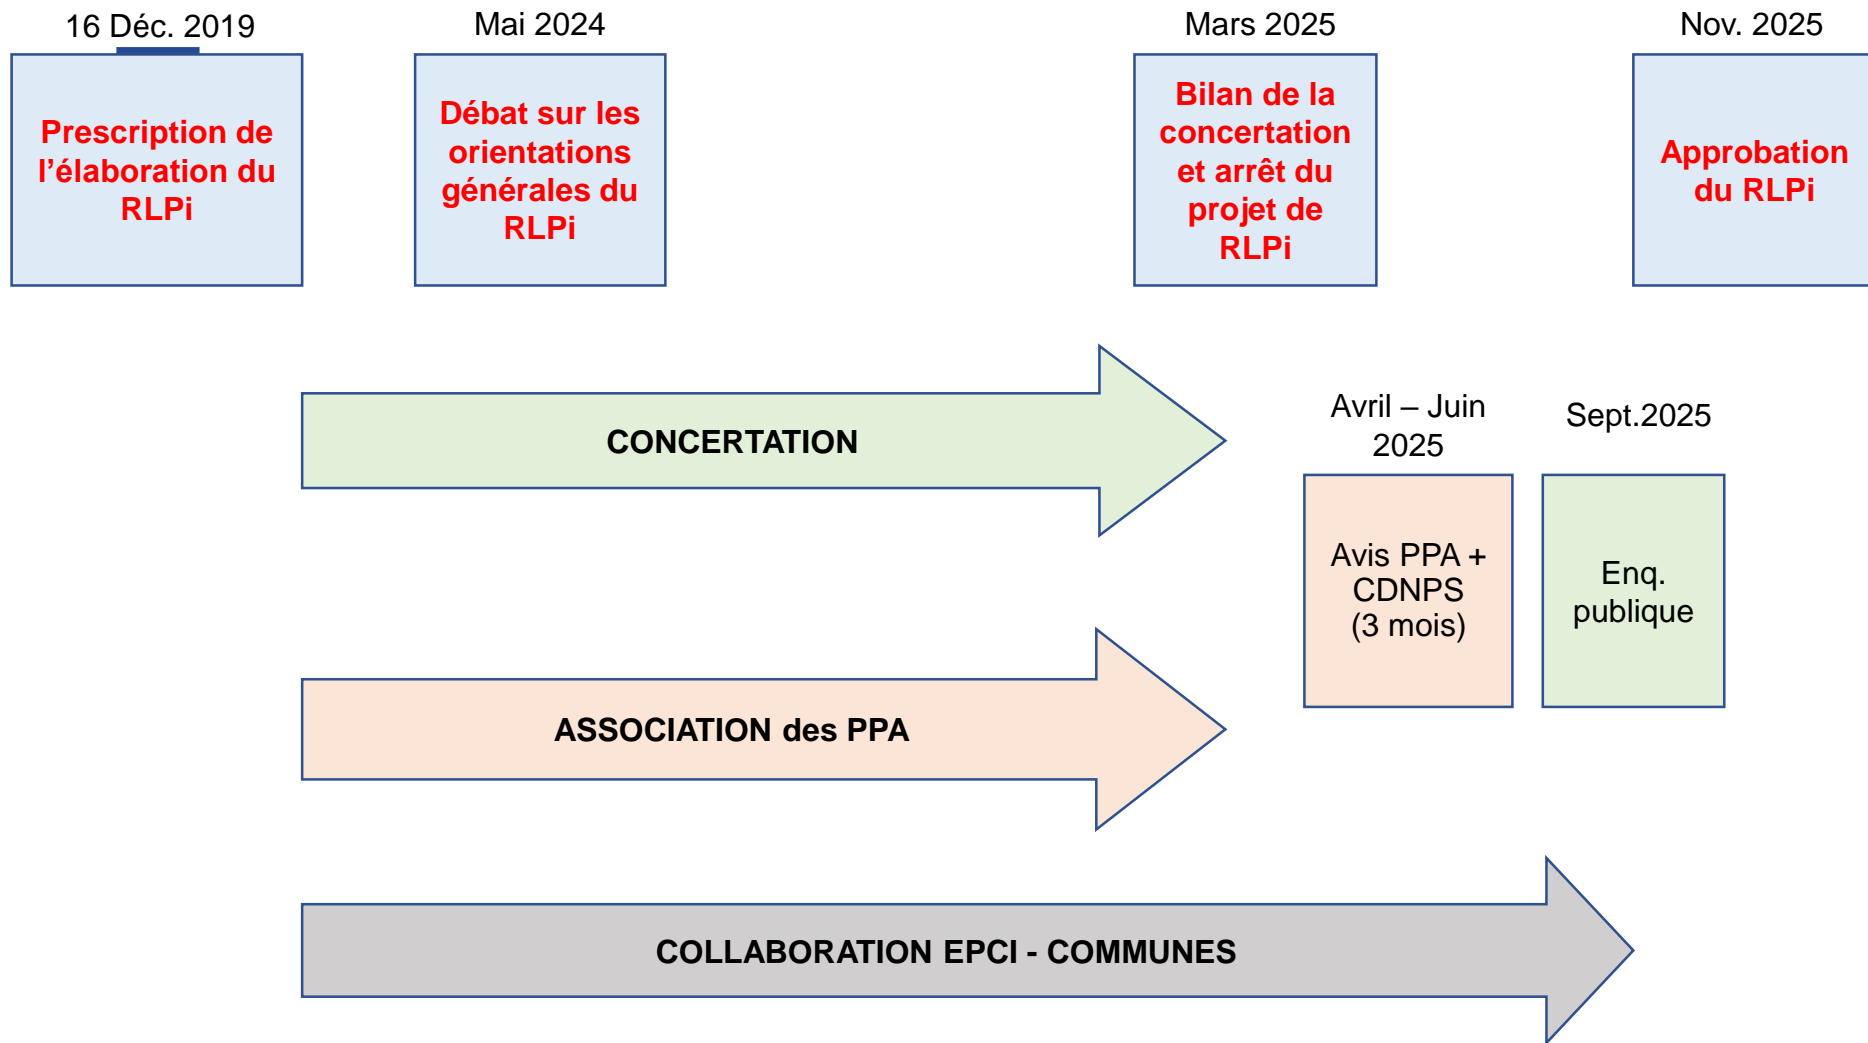 16 Déc. 2019
Mai 2024
Mars 2025
Nov. 2025
Prescription de
l’élaboration du
RLPi
Débat sur les
orientations
générales du
RLPi
Bilan de la
concertation
et arrêt du
projet de
RLPi
Approbation
du RLPi
CONCERTATION
Avril – Juin
2025
Sept.2025
Avis PPA +
CDNPS
(3 mois)
Enq.
publique
ASSOCIATION des PPA
COLLABORATION EPCI - COMMUNES